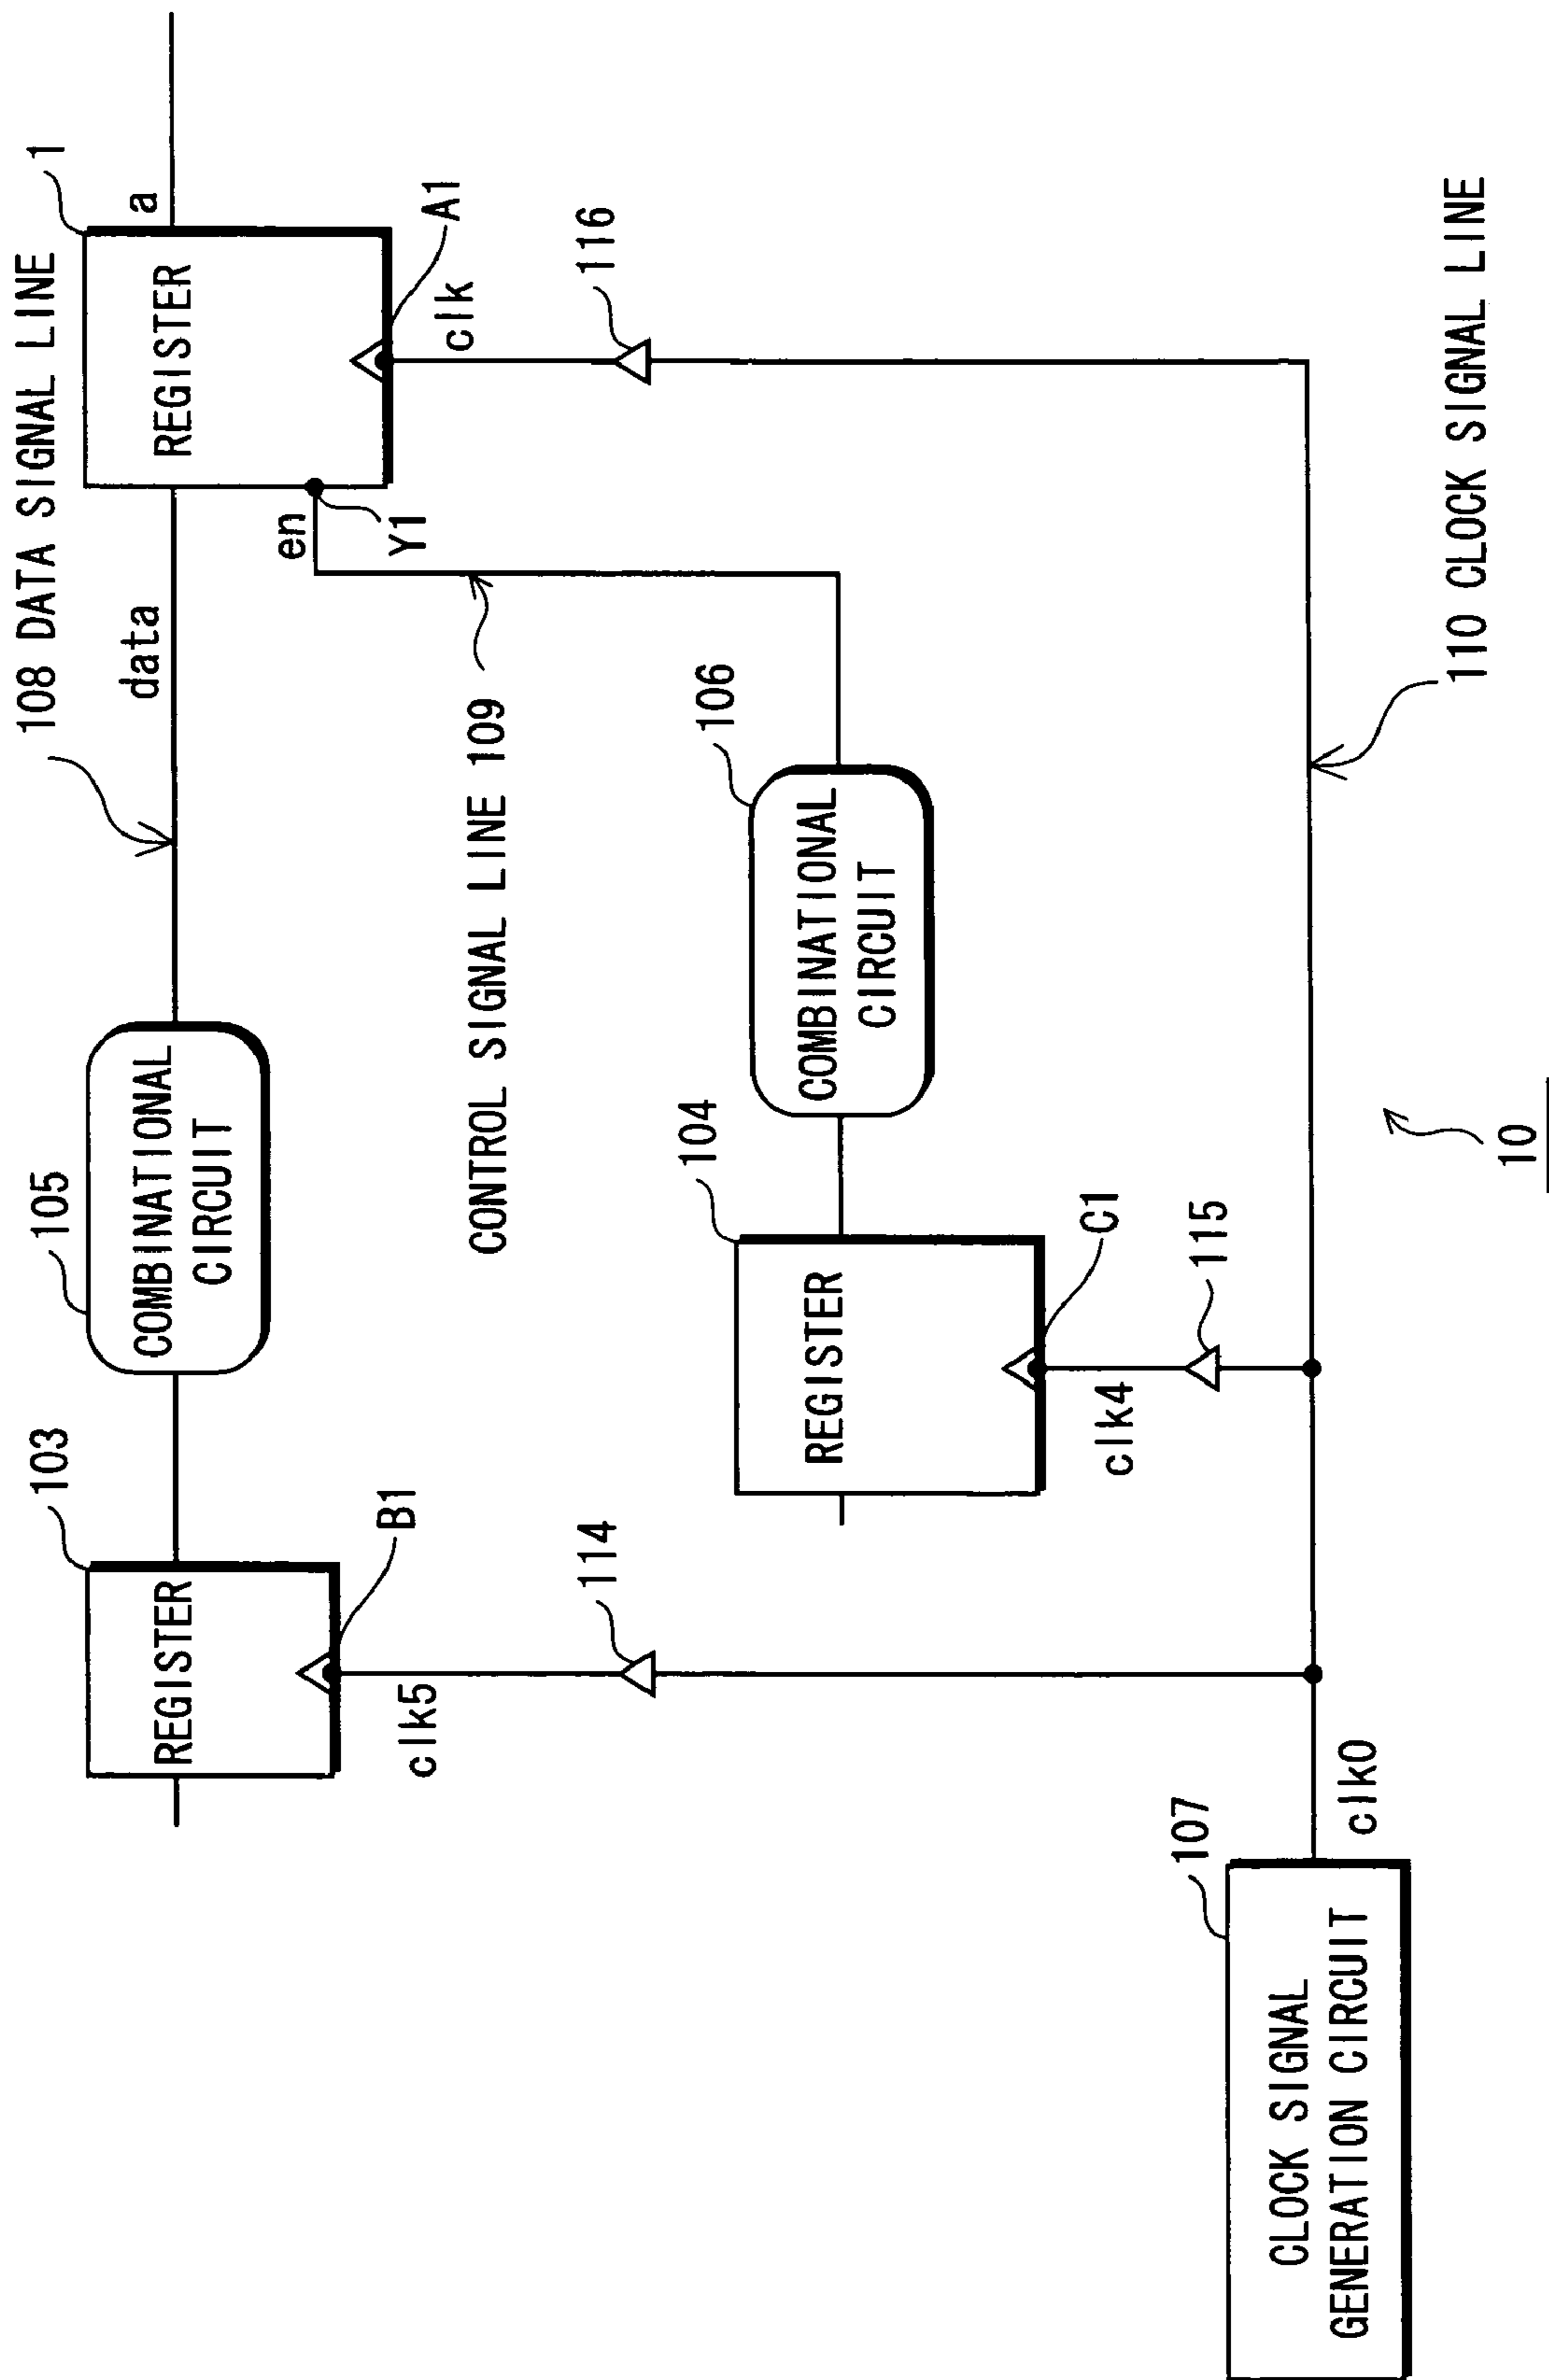 108 DATA SIGNAL LINE
1
103
105
REGISTER
COMBINATIONAL
CIRCUIT
data
REGISTER
a
en
Y1
A1
B1
clk5
clk
CONTROL SIGNAL LINE 109
114
116
104
106
REGISTER
COMBINATIONAL
CIRCUIT
C1
clk4
115
107
CLOCK SIGNAL
GENERATION CIRCUIT
clk0
110 CLOCK SIGNAL LINE
10